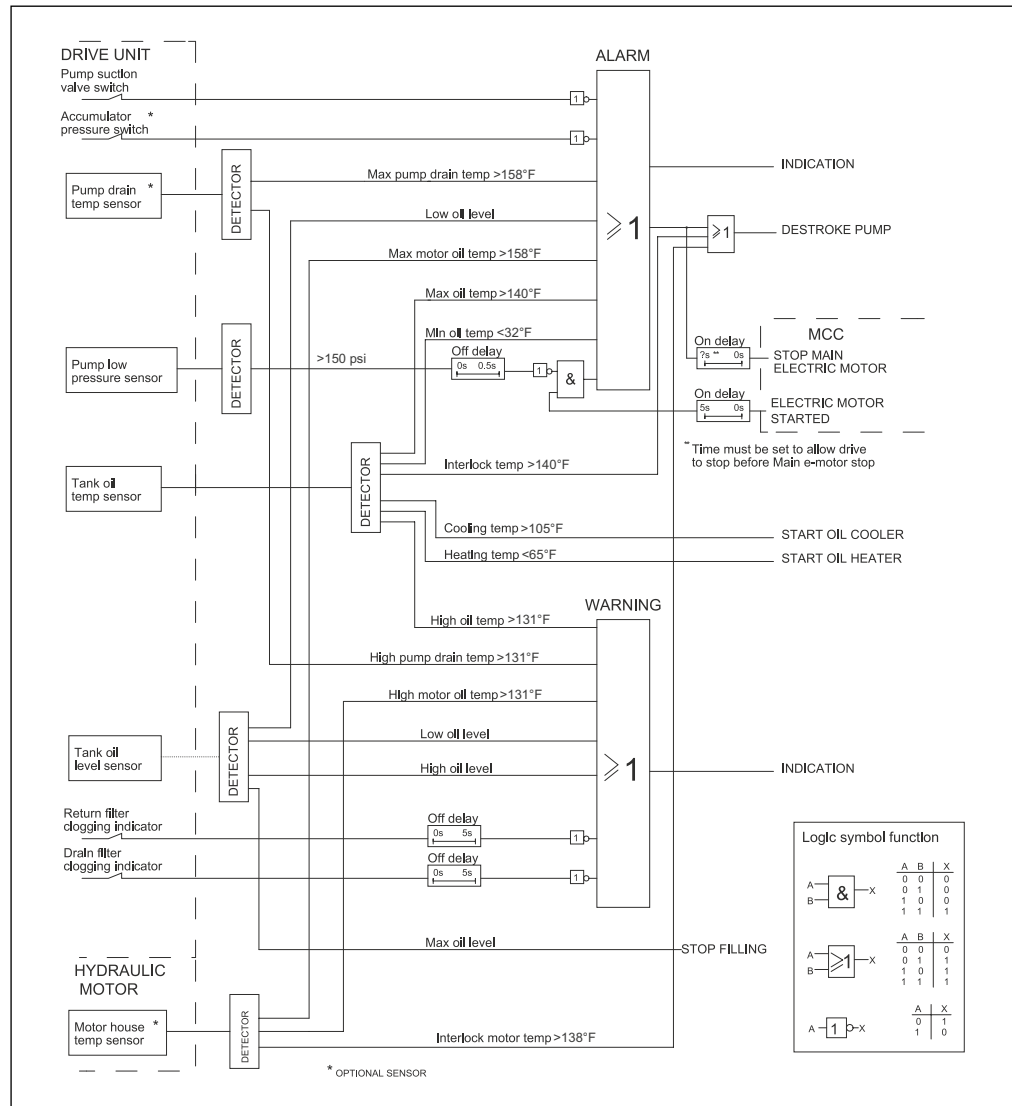 DRIVE UNIT
Pump suction
valve switch
Accumulator *
pressure switch
Pump drain *
temp sensor
DETECTOR
Pump low
pressure sensor
DETECTOR
Tank oil
temp sensor
DETECTOR
Tank oil
level sensor
DETECTOR
Return filter
clogging indicator
Drain filter
clogging indicator
HYDRAULIC
MOTOR
Motor house *
temp sensor
DETECTOR
ALARM
1
1
Max pump drain temp >158°F
Low oil level
Max motor oil temp >158°F
Max oil temp >140°F
MIn oil temp <32°F
>150 psi
Off delay
0s 0.5s
1
&
≥ 1
INDICATION
≥1
DESTROKE PUMP
MCC
On delay
?s ** 0s
STOP MAIN
ELECTRIC MOTOR
On delay
5s 0s
ELECTRIC MOTOR
STARTED
** Time must be set to allow drive
to stop before Main e-motor stop
Interlock temp >140°F
Cooling temp >105°F
START OIL COOLER
Heating temp <65°F
START OIL HEATER
WARNING
High oil temp >131°F
High pump drain temp >131°F
HIgh motor oil temp >131°F
Low oil level
High oil level
≥ 1
INDICATION
Off delay
0s 5s
1
Off delay
0s 5s
1
Max oil level
STOP FILLING
Interlock motor temp >138°F
* OPTIONAL SENSOR
Logic symbol function
A
B
&
X
A B X
0 0 0
0 1 0
1 0 0
1 1 1
A
B
≥1
X
A B X
0 0 0
0 1 1
1 0 1
1 1 1
A 1 X
A X
0 1
1 0